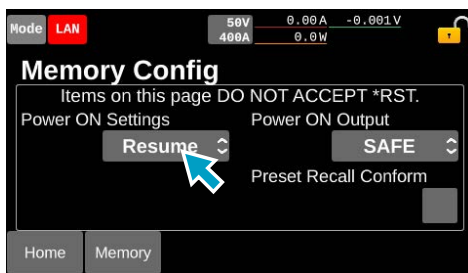 Mode LAN 50V 0.00A -0.001V
400A 0.0W
Memory Config
Items on this page DO NOT ACCEPT *RST.
Power ON Settings Power ON Output
Resume SAFE
Preset Recall Conform
Home Memory